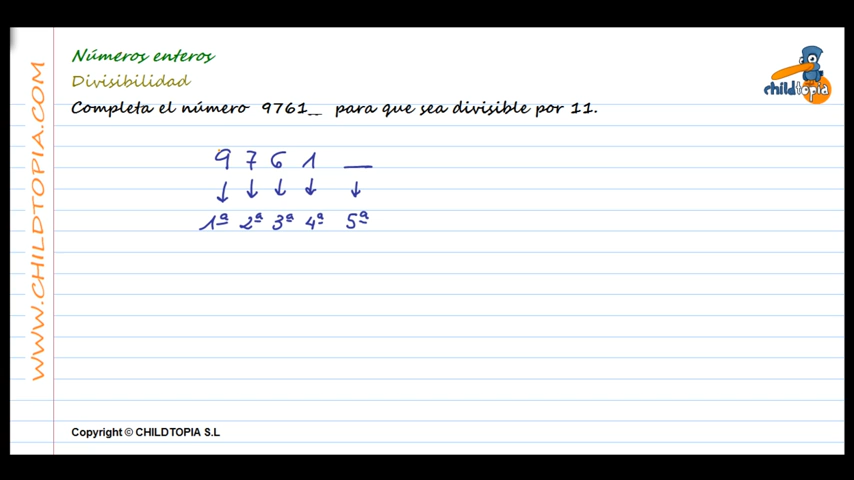 Números enteros
Divisibilidad
Completa el número 9761_ para que sea divisible por 11.
childtopia
9 7 6 1 _
↓ ↓ ↓ ↓ ↓
1ª 2ª 3ª 4ª 5ª
WWW.CHILDTOPIA.COM
Copyright © CHILDTOPIA S.L